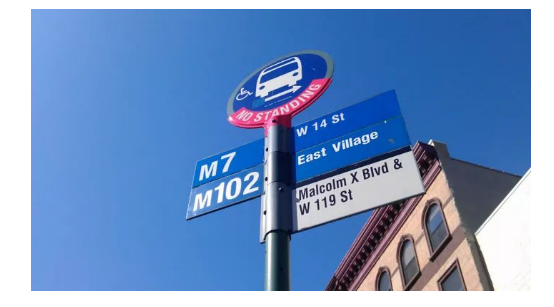 NO STANDING
M7
M102
W 14 St
East Village
Malcolm X Blvd &
W 119 St